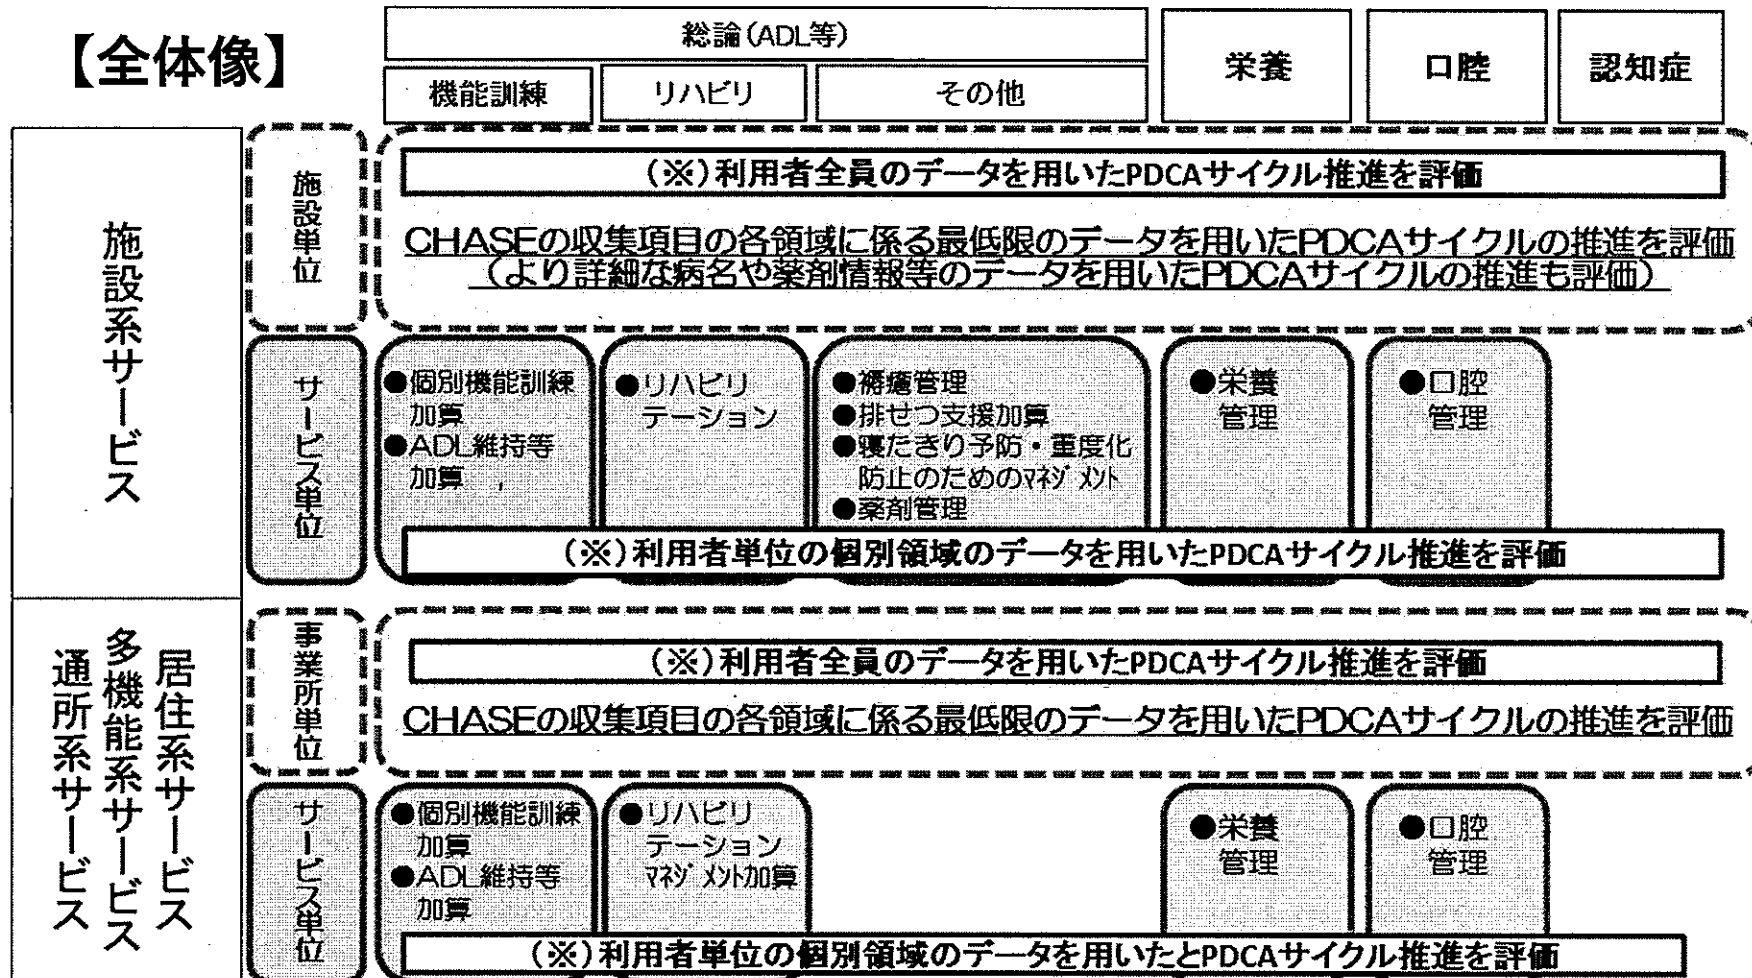 【全体像】
総論(ADL等)
機能訓練
リハビリ
その他
栄養
口腔
認知症
施設系サービス
施設単位
(※)利用者全員のデータを用いたPDCAサイクル推進を評価
CHASEの収集項目の各領域に係る最低限のデータを用いたPDCAサイクルの推進を評価
(より詳細な病名や薬剤情報等のデータを用いたPDCAサイクルの推進も評価)
サービス単位
●個別機能訓練
加算
●ADL維持等
加算
●リハビリ
テーション
●褥瘡管理
●排せつ支援加算
●寝たきり予防・重度化
防止のためのマネジメント
●薬剤管理
●栄養
管理
●口腔
管理
(※)利用者単位の個別領域のデータを用いたPDCAサイクル推進を評価
居住系サービス
多機能系サービス
通所系サービス
事業所単位
(※)利用者全員のデータを用いたPDCAサイクル推進を評価
CHASEの収集項目の各領域に係る最低限のデータを用いたPDCAサイクルの推進を評価
サービス単位
●個別機能訓練
加算
●ADL維持等
加算
●リハビリ
テーション
マネジメント加算
●栄養
管理
●口腔
管理
(※)利用者単位の個別領域のデータを用いたとPDCAサイクル推進を評価